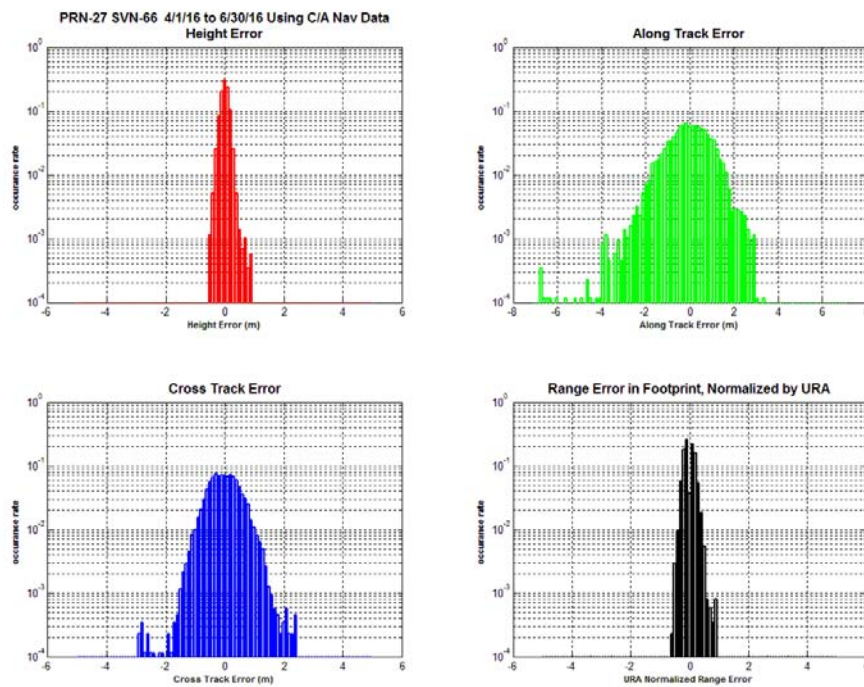 PRN-27 SVN-66 4/1/16 to 6/30/16 Using C/A Nav Data
Height Error
10^0
10^-1
10^-2
10^-3
10^-4
occurance rate
-6 -4 -2 0 2 4 6
Height Error (m)
Along Track Error
10^0
10^-1
10^-2
10^-3
10^-4
occurance rate
-8 -6 -4 -2 0 2 4 6 8
Along Track Error (m)
Cross Track Error
10^0
10^-1
10^-2
10^-3
10^-4
occurance rate
-6 -4 -2 0 2 4 6
Cross Track Error (m)
Range Error in Footprint, Normalized by URA
10^0
10^-1
10^-2
10^-3
10^-4
occurance rate
-6 -4 -2 0 2 4 6
URA Normalized Range Error